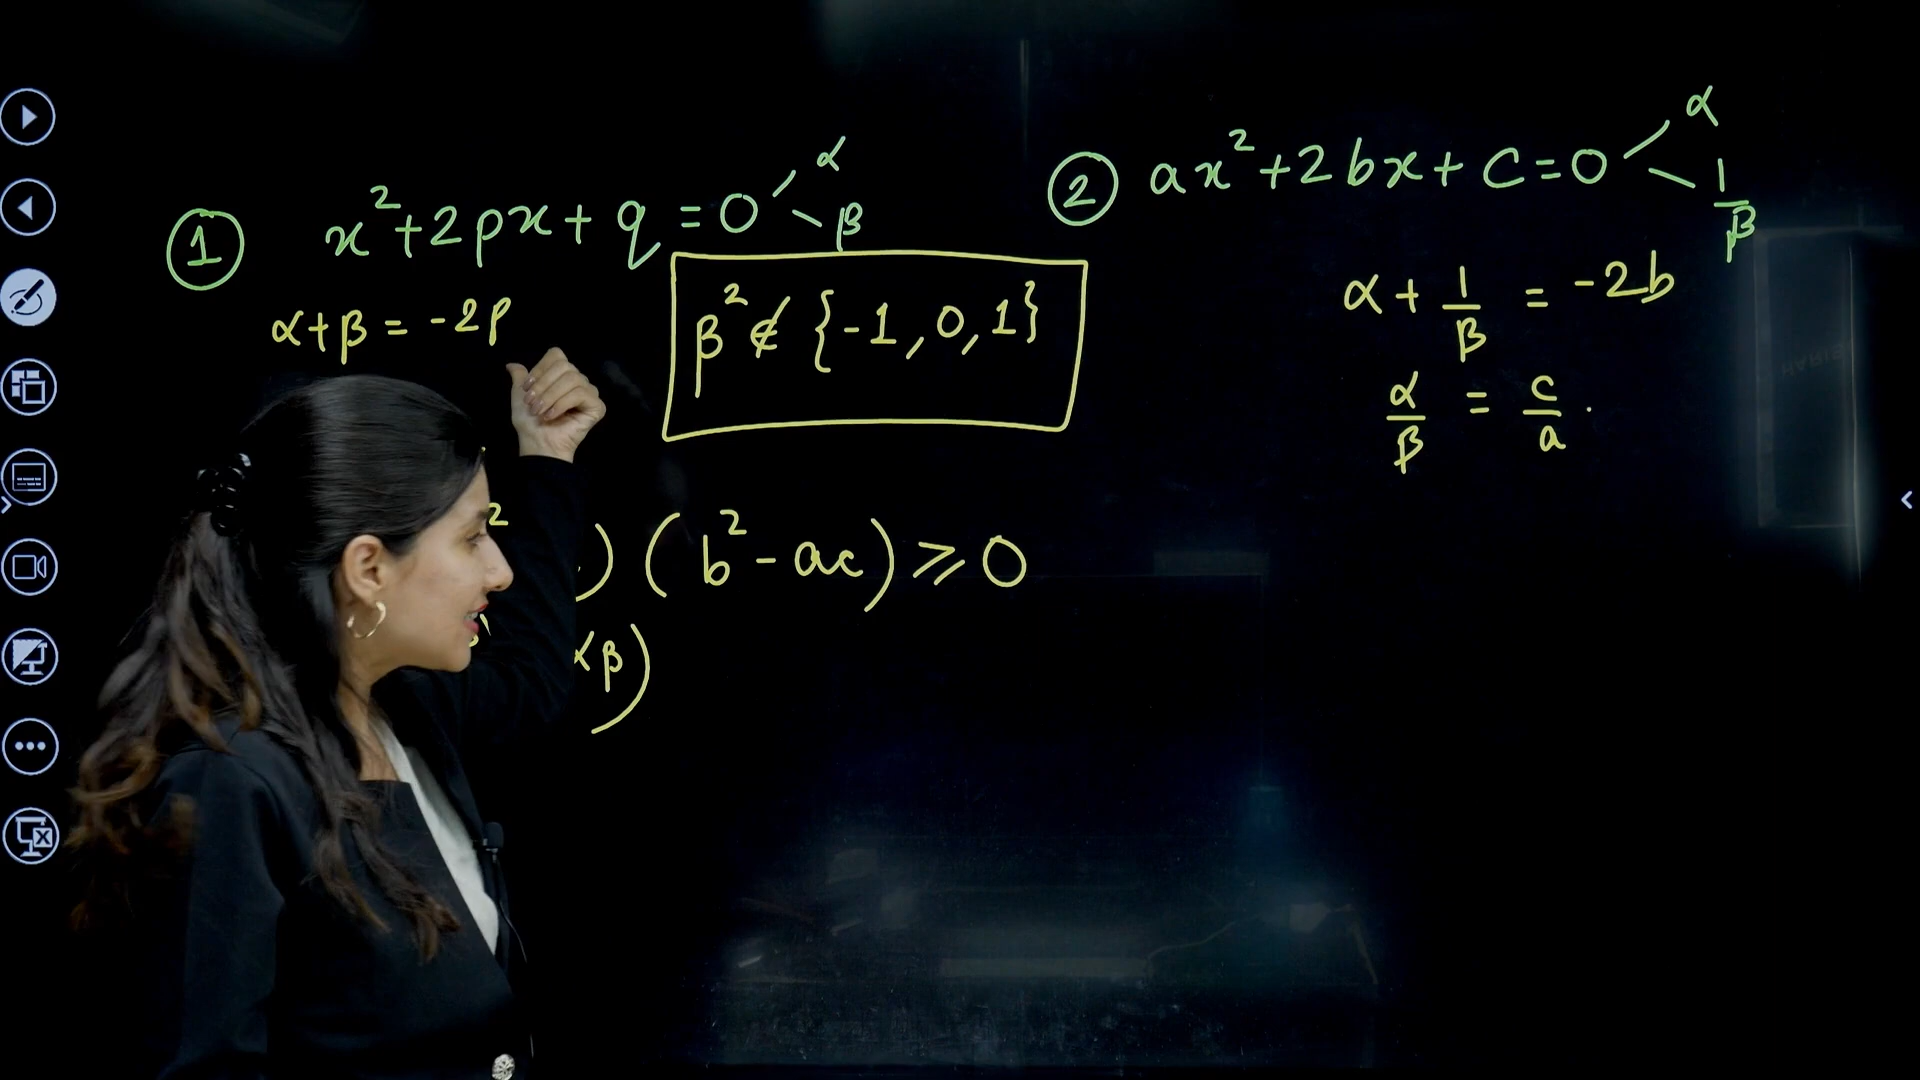 ① x²+2px+q=0 α β
② ax²+2bx+c=0 α 1/β
α+β = -2p
β² ∉ {-1,0,1}
α + 1/β = -2b
α/β = c/a .
² ) (b²-ac) ⩾ 0
β)